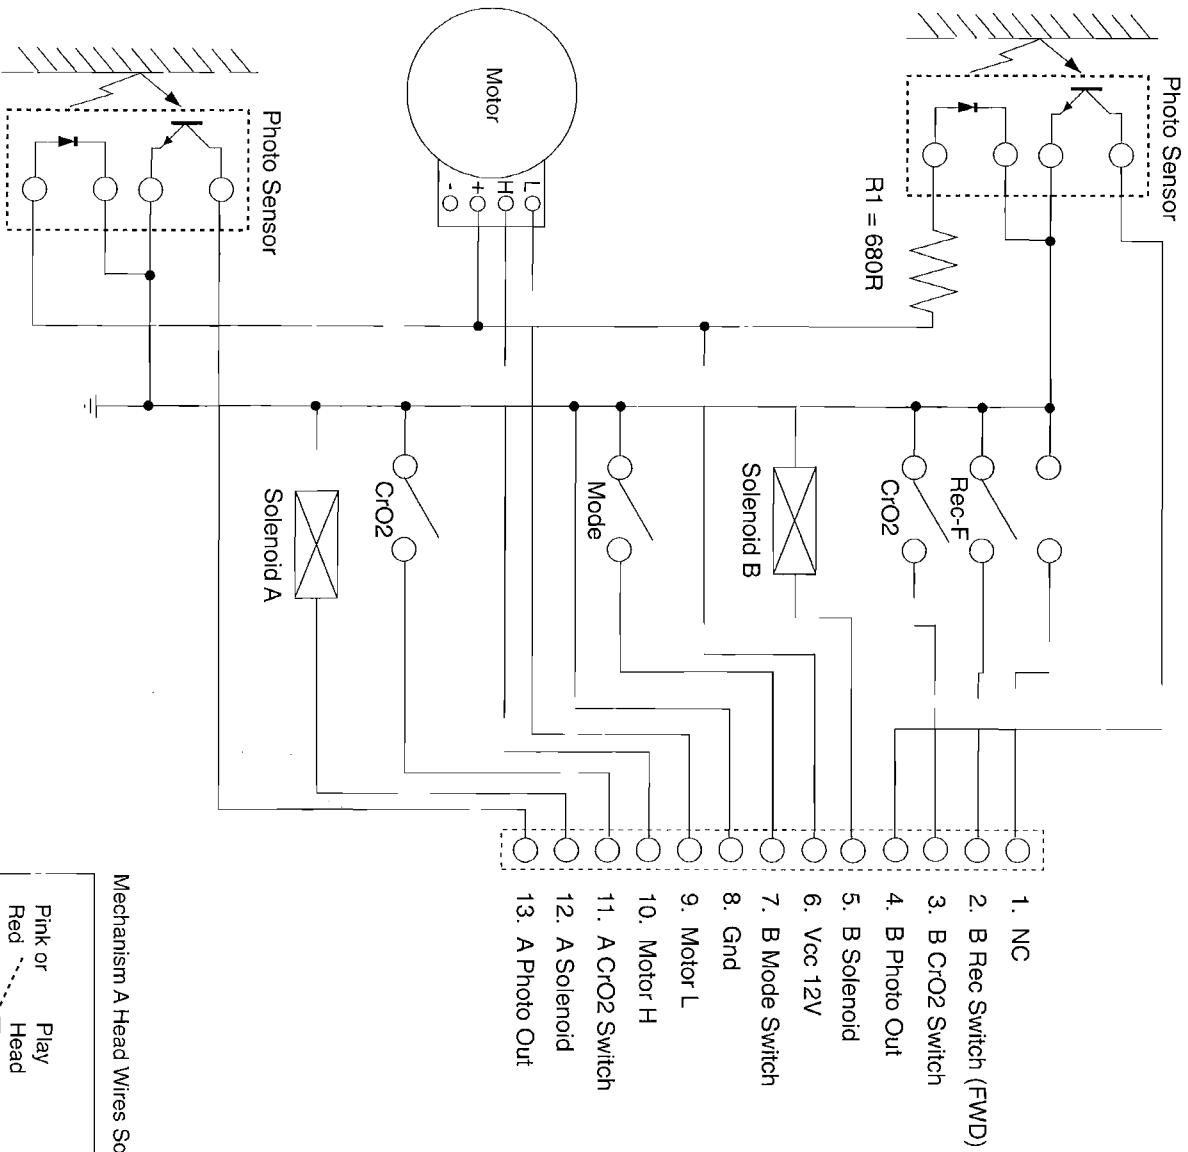 Photo Sensor
R1 = 680R
Rec-F
CrO2
Solenoid B
Mode
CrO2
Solenoid A
Motor
L
H
+
-
Photo Sensor
1. NC
2. B Rec Switch (FWD)
3. B CrO2 Switch
4. B Photo Out
5. B Solenoid
6. Vcc 12V
7. B Mode Switch
8. Gnd
9. Motor L
10. Motor H
11. A CrO2 Switch
12. A Solenoid
13. A Photo Out
Mechanism A Head Wires
Pink or Play
Red Head